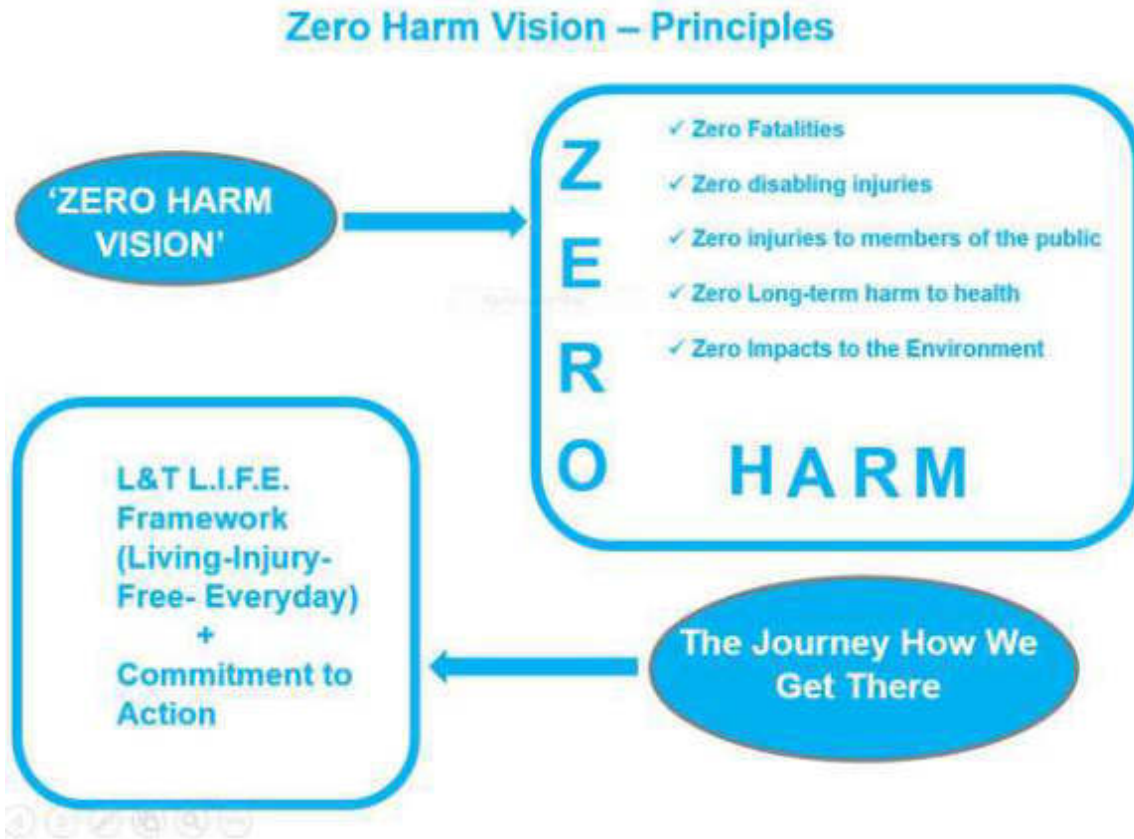 Zero Harm Vision – Principles
‘ZERO HARM
VISION’
Z
E
R
O
✓ Zero Fatalities
✓ Zero disabling injuries
✓ Zero injuries to members of the public
✓ Zero Long-term harm to health
✓ Zero Impacts to the Environment
HARM
L&T L.I.F.E.
Framework
(Living-Injury-
Free- Everyday)
+
Commitment to
Action
The Journey How We
Get There